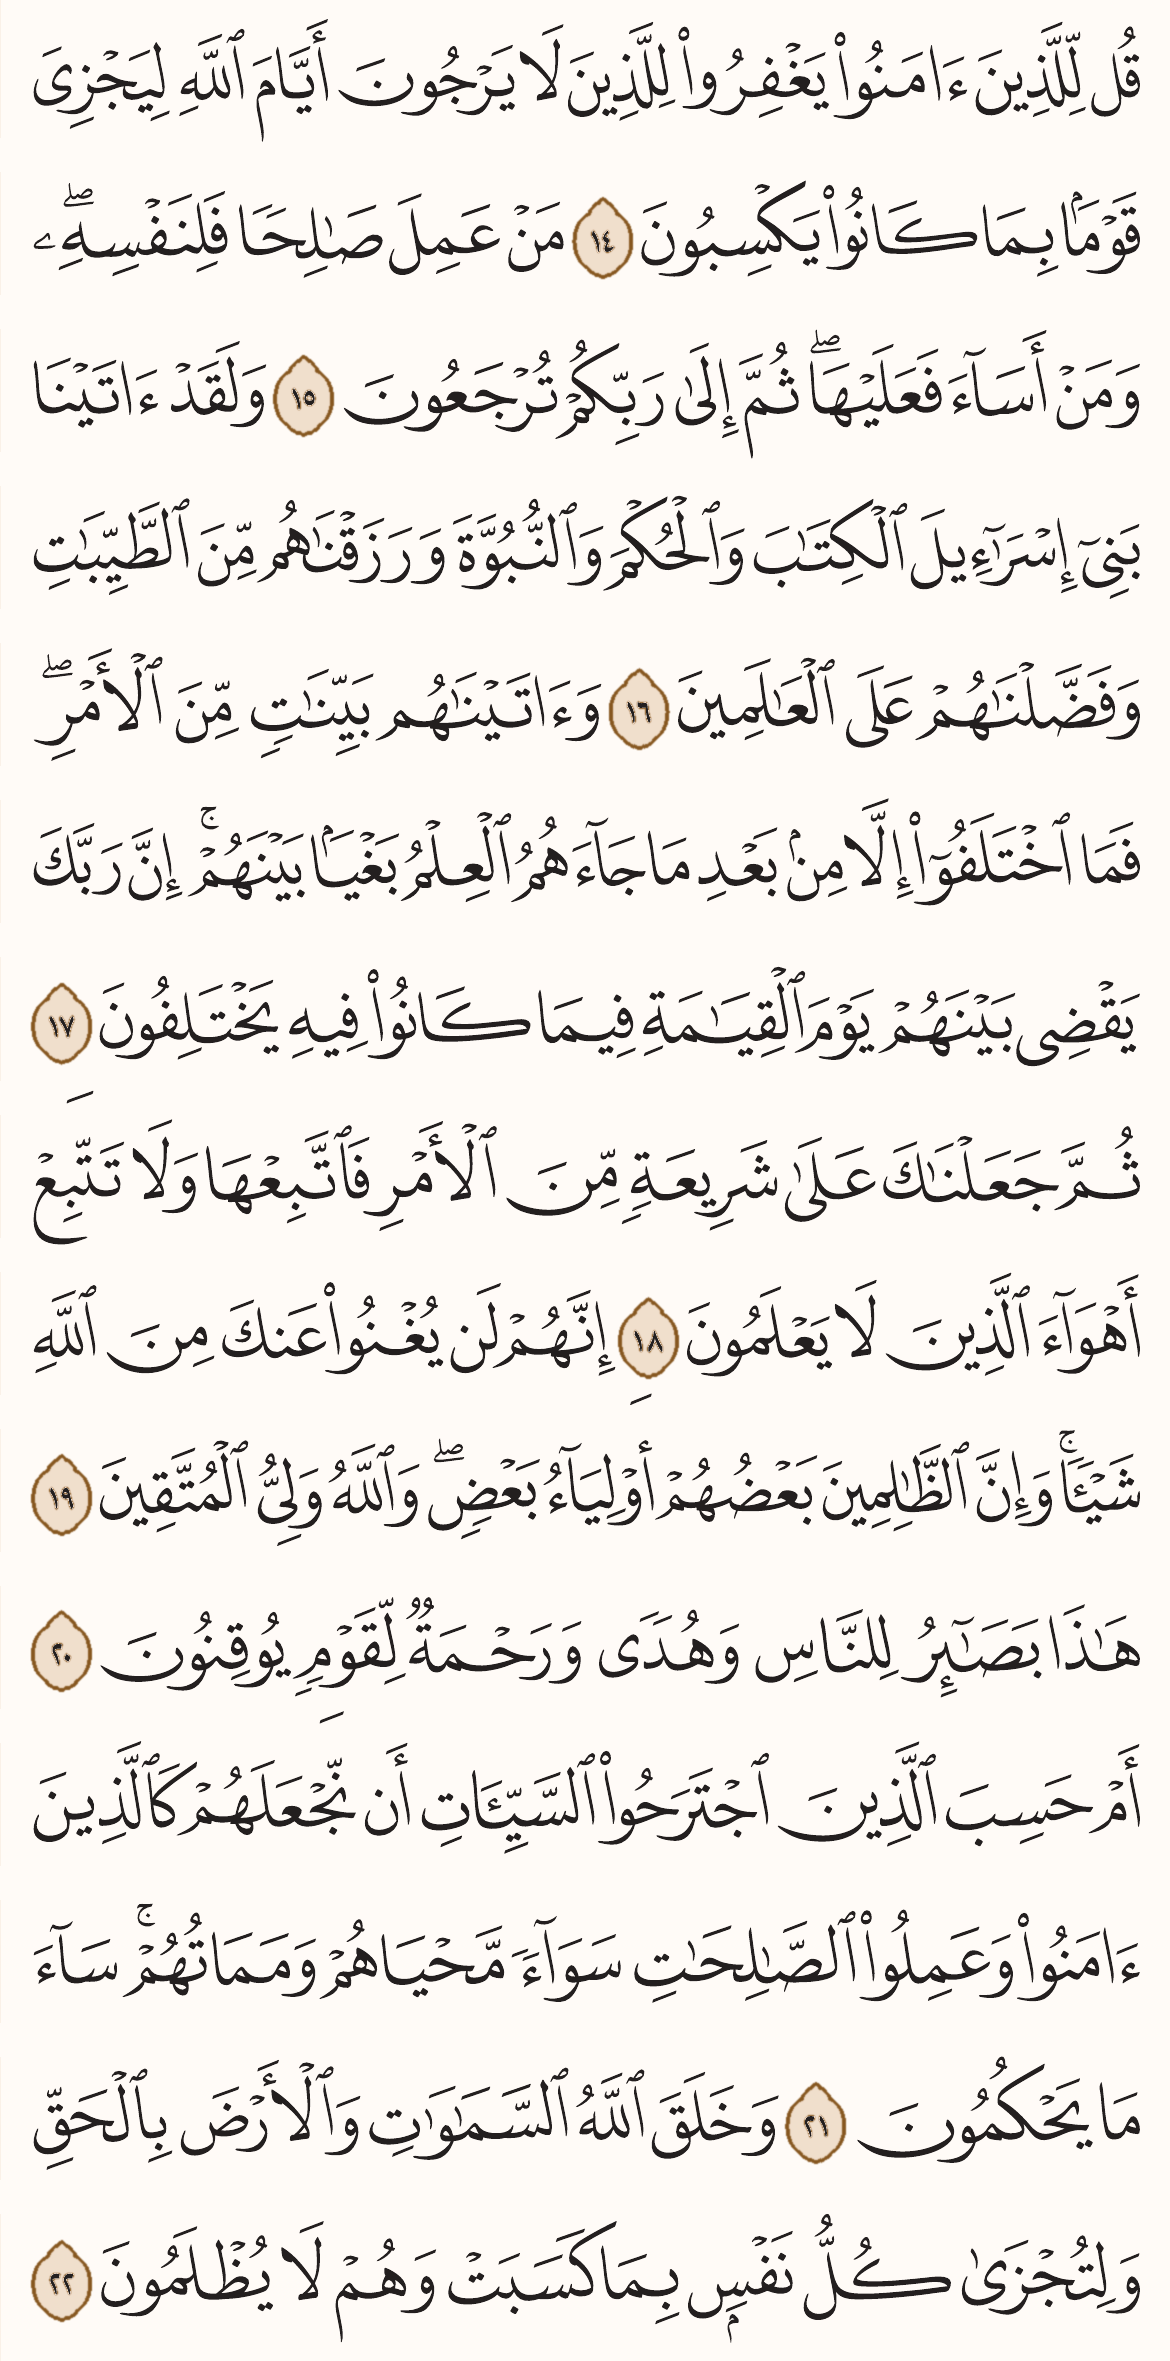 قُل لِّلَّذِينَ ءَامَنُوا۟ يَغْفِرُوا۟ لِلَّذِينَ لَا يَرْجُونَ أَيَّامَ ٱللَّهِ لِيَجْزِىَ
قَوْمًۢا بِمَا كَانُوا۟ يَكْسِبُونَ ١٤ مَنْ عَمِلَ صَـٰلِحًا فَلِنَفْسِهِۦ ۖ
وَمَنْ أَسَآءَ فَعَلَيْهَا ۖ ثُمَّ إِلَىٰ رَبِّكُمْ تُرْجَعُونَ ١٥ وَلَقَدْ ءَاتَيْنَا
بَنِىٓ إِسْرَٰٓءِيلَ ٱلْكِتَـٰبَ وَٱلْحُكْمَ وَٱلنُّبُوَّةَ وَرَزَقْنَـٰهُم مِّنَ ٱلطَّيِّبَـٰتِ
وَفَضَّلْنَـٰهُمْ عَلَى ٱلْعَـٰلَمِينَ ١٦ وَءَاتَيْنَـٰهُم بَيِّنَـٰتٍ مِّنَ ٱلْأَمْرِ ۖ
فَمَا ٱخْتَلَفُوٓا۟ إِلَّا مِنۢ بَعْدِ مَا جَآءَهُمُ ٱلْعِلْمُ بَغْيًۢا بَيْنَهُمْ ۚ إِنَّ رَبَّكَ
يَقْضِى بَيْنَهُمْ يَوْمَ ٱلْقِيَـٰمَةِ فِيمَا كَانُوا۟ فِيهِ يَخْتَلِفُونَ ١٧
ثُمَّ جَعَلْنَـٰكَ عَلَىٰ شَرِيعَةٍ مِّنَ ٱلْأَمْرِ فَٱتَّبِعْهَا وَلَا تَتَّبِعْ
أَهْوَآءَ ٱلَّذِينَ لَا يَعْلَمُونَ ١٨ إِنَّهُمْ لَن يُغْنُوا۟ عَنكَ مِنَ ٱللَّهِ
شَيْـًٔا ۚ وَإِنَّ ٱلظَّـٰلِمِينَ بَعْضُهُمْ أَوْلِيَآءُ بَعْضٍ ۖ وَٱللَّهُ وَلِىُّ ٱلْمُتَّقِينَ ١٩
هَـٰذَا بَصَـٰٓئِرُ لِلنَّاسِ وَهُدًى وَرَحْمَةٌ لِّقَوْمٍ يُوقِنُونَ ٢٠
أَمْ حَسِبَ ٱلَّذِينَ ٱجْتَرَحُوا۟ ٱلسَّيِّـَٔاتِ أَن نَّجْعَلَهُمْ كَٱلَّذِينَ
ءَامَنُوا۟ وَعَمِلُوا۟ ٱلصَّـٰلِحَـٰتِ سَوَآءً مَّحْيَاهُمْ وَمَمَاتُهُمْ ۚ سَآءَ
مَا يَحْكُمُونَ ٢١ وَخَلَقَ ٱللَّهُ ٱلسَّمَـٰوَٰتِ وَٱلْأَرْضَ بِٱلْحَقِّ
وَلِتُجْزَىٰ كُلُّ نَفْسٍۭ بِمَا كَسَبَتْ وَهُمْ لَا يُظْلَمُونَ ٢٢